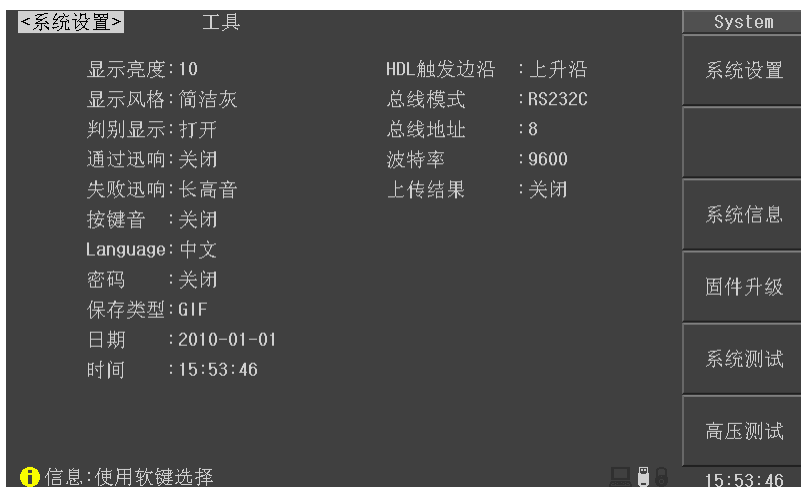 <系统设置> 工具 System
显示亮度:10 HDL触发边沿 :上升沿 系统设置
显示风格:简洁灰 总线模式 :RS232C
判别显示:打开 总线地址 :8
通过迅响:关闭 波特率 :9600
失败迅响:长高音 上传结果 :关闭
按键音 :关闭 系统信息
Language:中文
密码 :关闭 固件升级
保存类型:GIF
日期 :2010-01-01
时间 :15:53:46 系统测试
高压测试
信息:使用软键选择 15:53:46